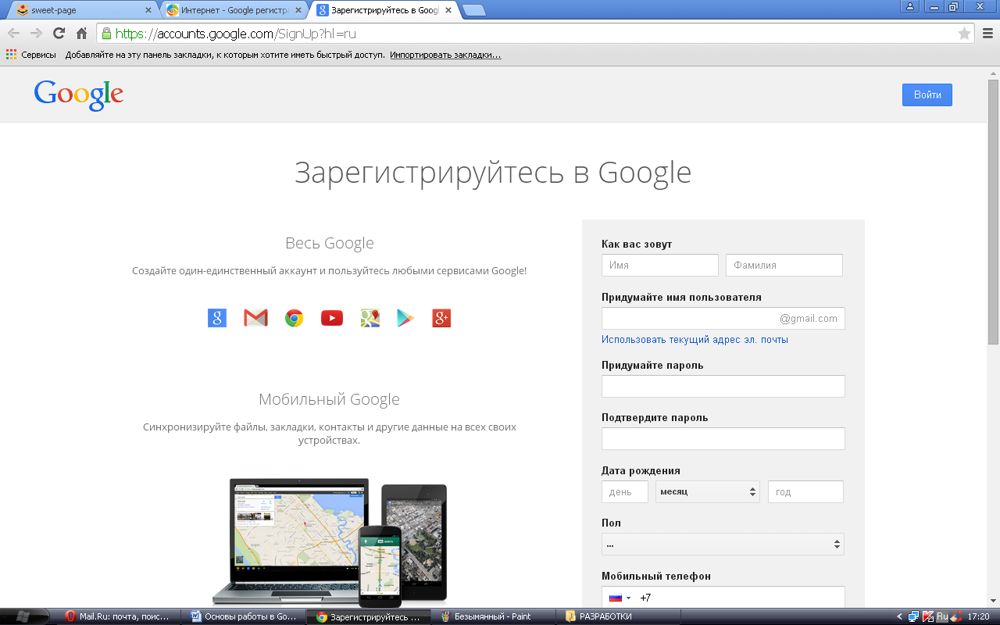 sweet-page
Интернет - Google регистра
Зарегистрируйтесь в Googl
https://accounts.google.com/SignUp?hl=ru
Сервисы Добавляйте на эту панель закладки, к которым хотите иметь быстрый доступ. Импортировать закладки...
Google
Войти
Зарегистрируйтесь в Google
Весь Google
Создайте один-единственный аккаунт и пользуйтесь любыми сервисами Google!
Мобильный Google
Синхронизируйте файлы, закладки, контакты и другие данные на всех своих
устройствах.
Как вас зовут
Имя Фамилия
Придумайте имя пользователя
@gmail.com
Использовать текущий адрес эл. почты
Придумайте пароль
Подтвердите пароль
Дата рождения
день месяц год
Пол
...
Мобильный телефон
+7
Mail.Ru: почта, поис... Основы работы в Go... Зарегистрируйтесь ... Безымянный - Paint РАЗРАБОТКИ Ru 17:20